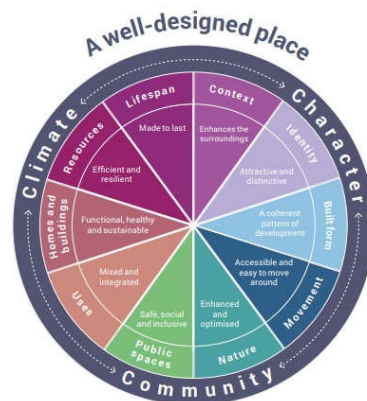 A well-designed place
Climate
Character
Community
Context
Enhances the
surroundings
Identity
Attractive and
distinctive
Built form
A coherent
pattern of
development
Movement
Accessible and
easy to move
around
Nature
Enhanced
and
optimised
Public
spaces
Safe, social
and inclusive
Uses
Mixed and
integrated
Homes and
buildings
Functional, healthy
and sustainable
Resources
Efficient and
resilient
Lifespan
Made to last